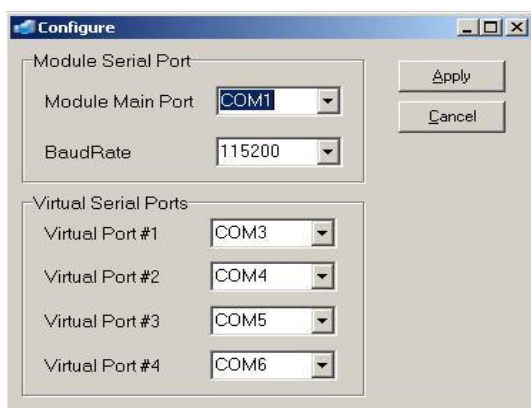 Configure
Module Serial Port
Module Main Port COM1
BaudRate 115200
Apply
Cancel
Virtual Serial Ports
Virtual Port #1 COM3
Virtual Port #2 COM4
Virtual Port #3 COM5
Virtual Port #4 COM6